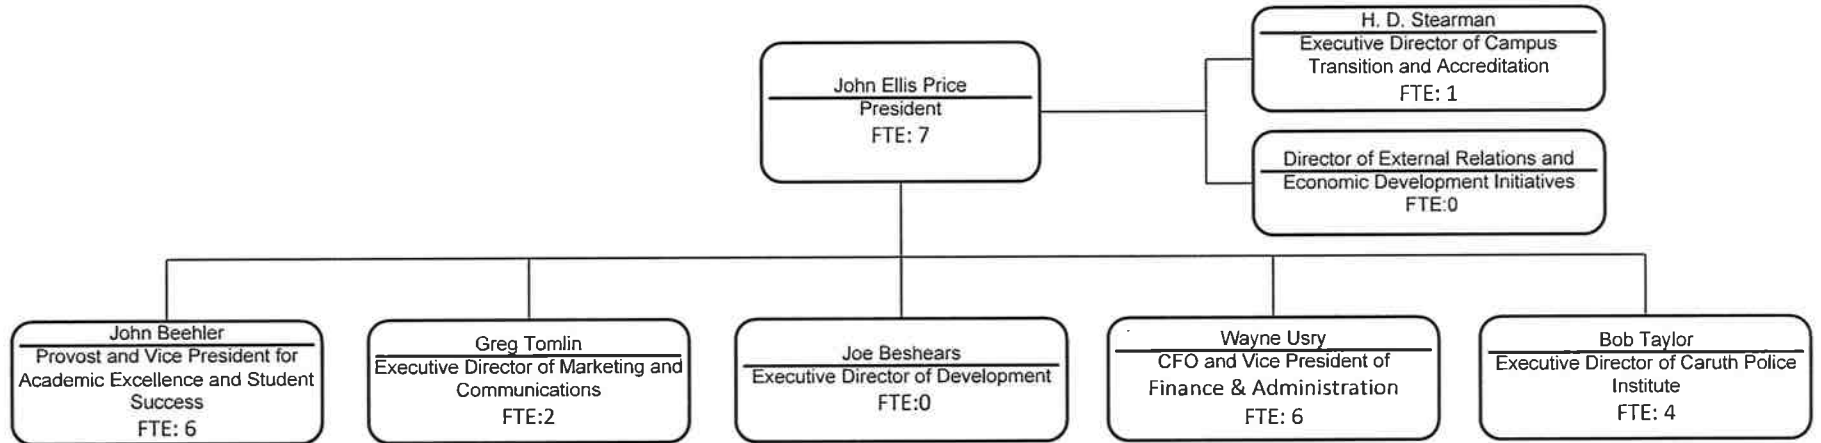 H. D. Stearman
Executive Director of Campus
Transition and Accreditation
FTE: 1
John Ellis Price
President
FTE: 7
Director of External Relations and
Economic Development Initiatives
FTE:0
John Beehler
Provost and Vice President for
Academic Excellence and Student
Success
FTE: 6
Greg Tomlin
Executive Director of Marketing and
Communications
FTE:2
Joe Beshears
Executive Director of Development
FTE:0
Wayne Usry
CFO and Vice President of
Finance & Administration
FTE: 6
Bob Taylor
Executive Director of Caruth Police
Institute
FTE: 4